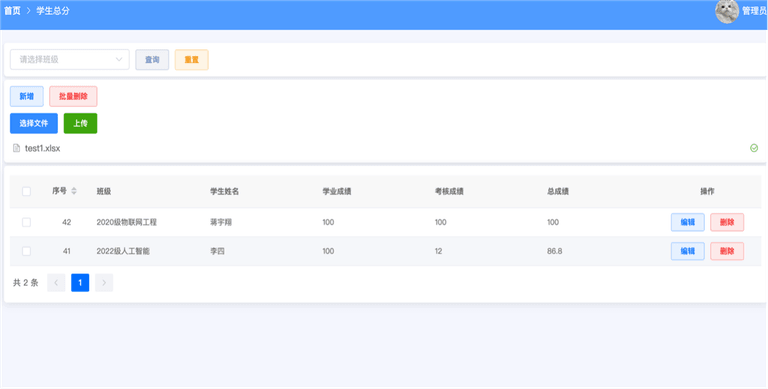 首页 > 学生总分 管理员
请选择班级 查询 重置
新增 批量删除
选择文件 上传
test1.xlsx
序号 班级 学生姓名 学业成绩 考核成绩 总成绩 操作
42 2020级物联网工程 蒋宇翔 100 100 100 编辑 删除
41 2022级人工智能 李四 100 12 86.8 编辑 删除
共 2 条 < 1 >